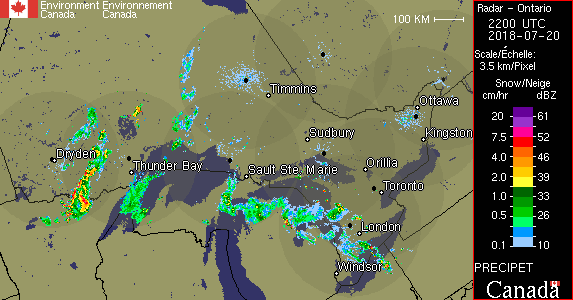 Environment Environnement
Canada Canada
100 KM
Timmins
Ottawa
Sudbury
Kingston
Dryden
Thunder Bay
Sault Ste. Marie
Orillia
Toronto
London
Windsor
Radar - Ontario
2200 UTC
2018-07-20
Scale/Échelle:
3.5 km/Pixel
Snow/Neige
cm/hr dBZ
20 61
7.5 52
4.0 46
2.0 39
1.0 33
0.5 26
0.1 10
PRECIPET
Canada